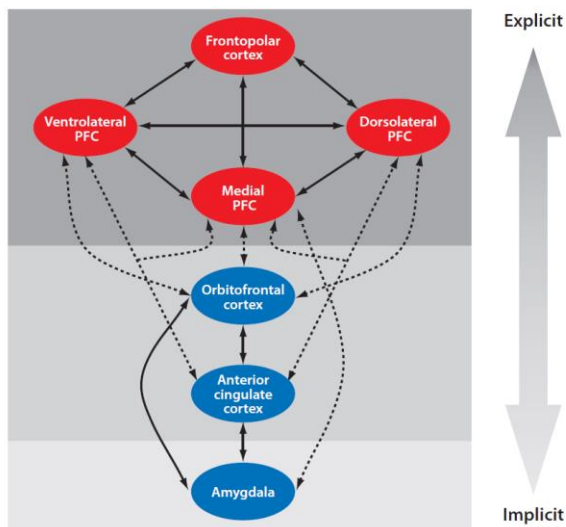 Explicit
Frontopolar
cortex
Ventrolateral
PFC
Dorsolateral
PFC
Medial
PFC
Orbitofrontal
cortex
Anterior
cingulate
cortex
Amygdala
Implicit